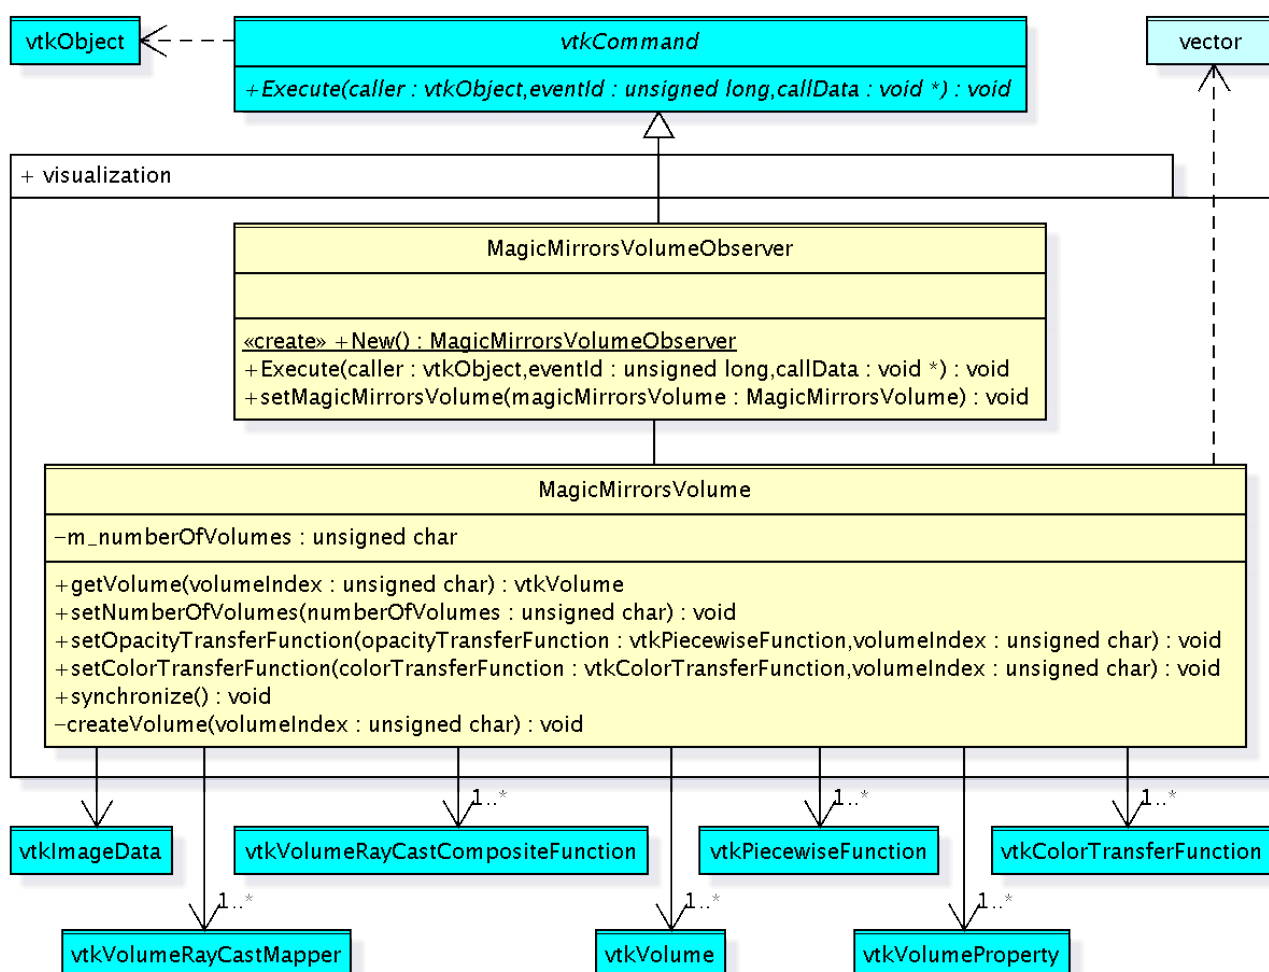 vtkObject
vtkCommand
vector
+Execute(caller : vtkObject,eventId : unsigned long,callData : void *) : void
+ visualization
MagicMirrorsVolumeObserver
«create» +New() : MagicMirrorsVolumeObserver
+Execute(caller : vtkObject,eventId : unsigned long,callData : void *) : void
+setMagicMirrorsVolume(magicMirrorsVolume : MagicMirrorsVolume) : void
MagicMirrorsVolume
-m_numberOfVolumes : unsigned char
+getVolume(volumeIndex : unsigned char) : vtkVolume
+setNumberOfVolumes(numberOfVolumes : unsigned char) : void
+setOpacityTransferFunction(opacityTransferFunction : vtkPiecewiseFunction,volumeIndex : unsigned char) : void
+setColorTransferFunction(colorTransferFunction : vtkColorTransferFunction,volumeIndex : unsigned char) : void
+synchronize() : void
-createVolume(volumeIndex : unsigned char) : void
1..*
1..*
1..*
vtkImageData
vtkVolumeRayCastCompositeFunction
vtkPiecewiseFunction
vtkColorTransferFunction
1..*
1..*
1..*
vtkVolumeRayCastMapper
vtkVolume
vtkVolumeProperty